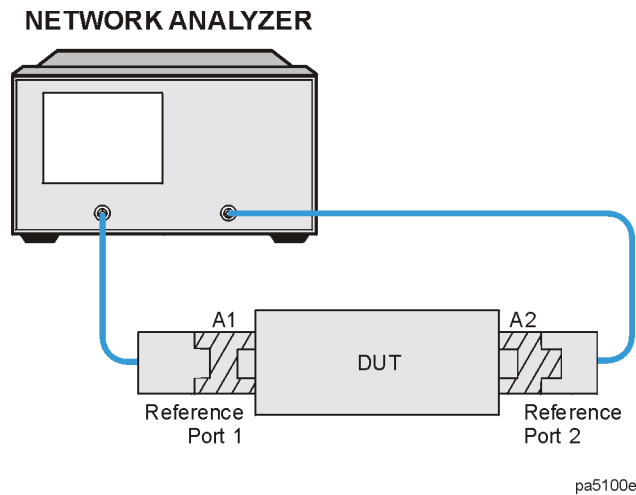 NETWORK ANALYZER
A1
A2
DUT
Reference
Port 1
Reference
Port 2
pa5100e